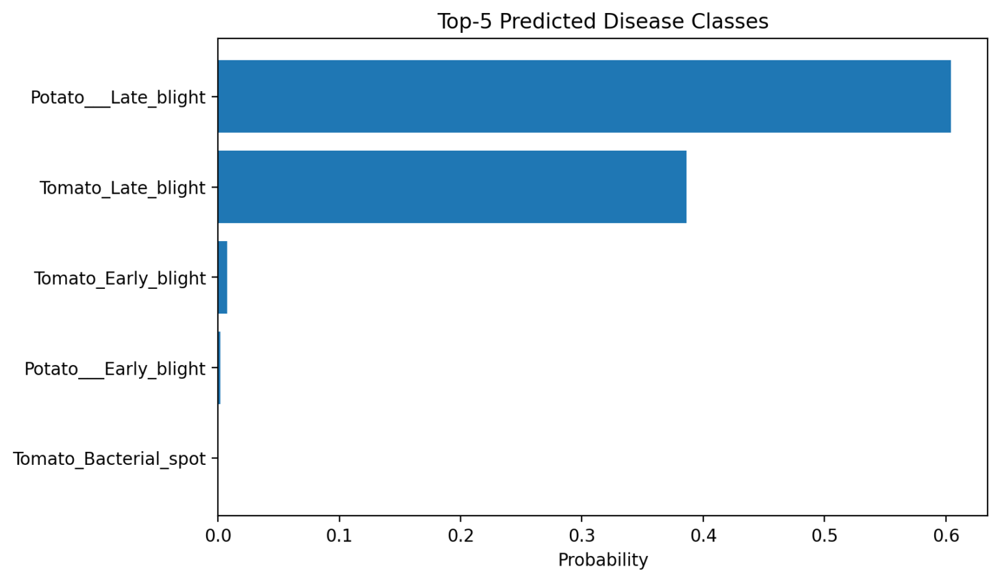 Top-5 Predicted Disease Classes
Potato___Late_blight
Tomato_Late_blight
Tomato_Early_blight
Potato___Early_blight
Tomato_Bacterial_spot
0.0 0.1 0.2 0.3 0.4 0.5 0.6
Probability